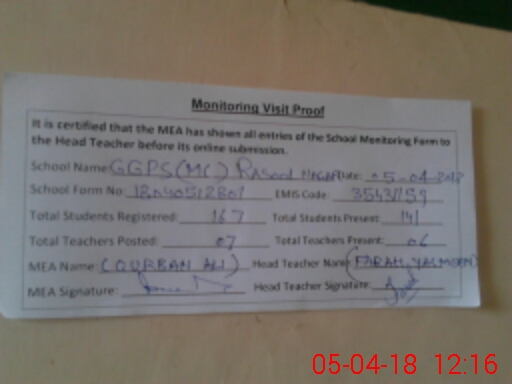 Monitoring Visit Proof
It is certified that the MEA has shown all entries of the School Monitoring Form to
the Head Teacher before its online submission.
School Name: GGPS(MC) RASOOL NAGAR Date: 05-04-2018
School Form No: EMIS Code:
Total Students Registered: 167 Total Students Present: 141
Total Teachers Posted: 07 Total Teachers Present: 06
MEA Name: (QURBAN ALI) Head Teacher Name: (FARAH YASMEEN)
MEA Signature: Head Teacher Signature:
05-04-18 12:16